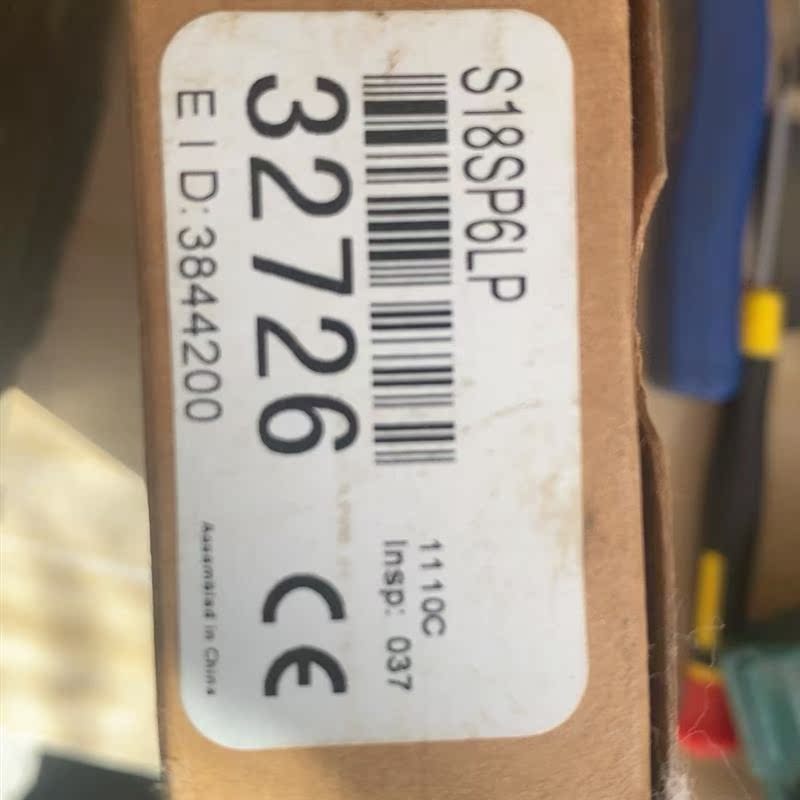 S18SP6LP
32726
EID:3844200
1110C
Insp: 037
CE
Assembled in China